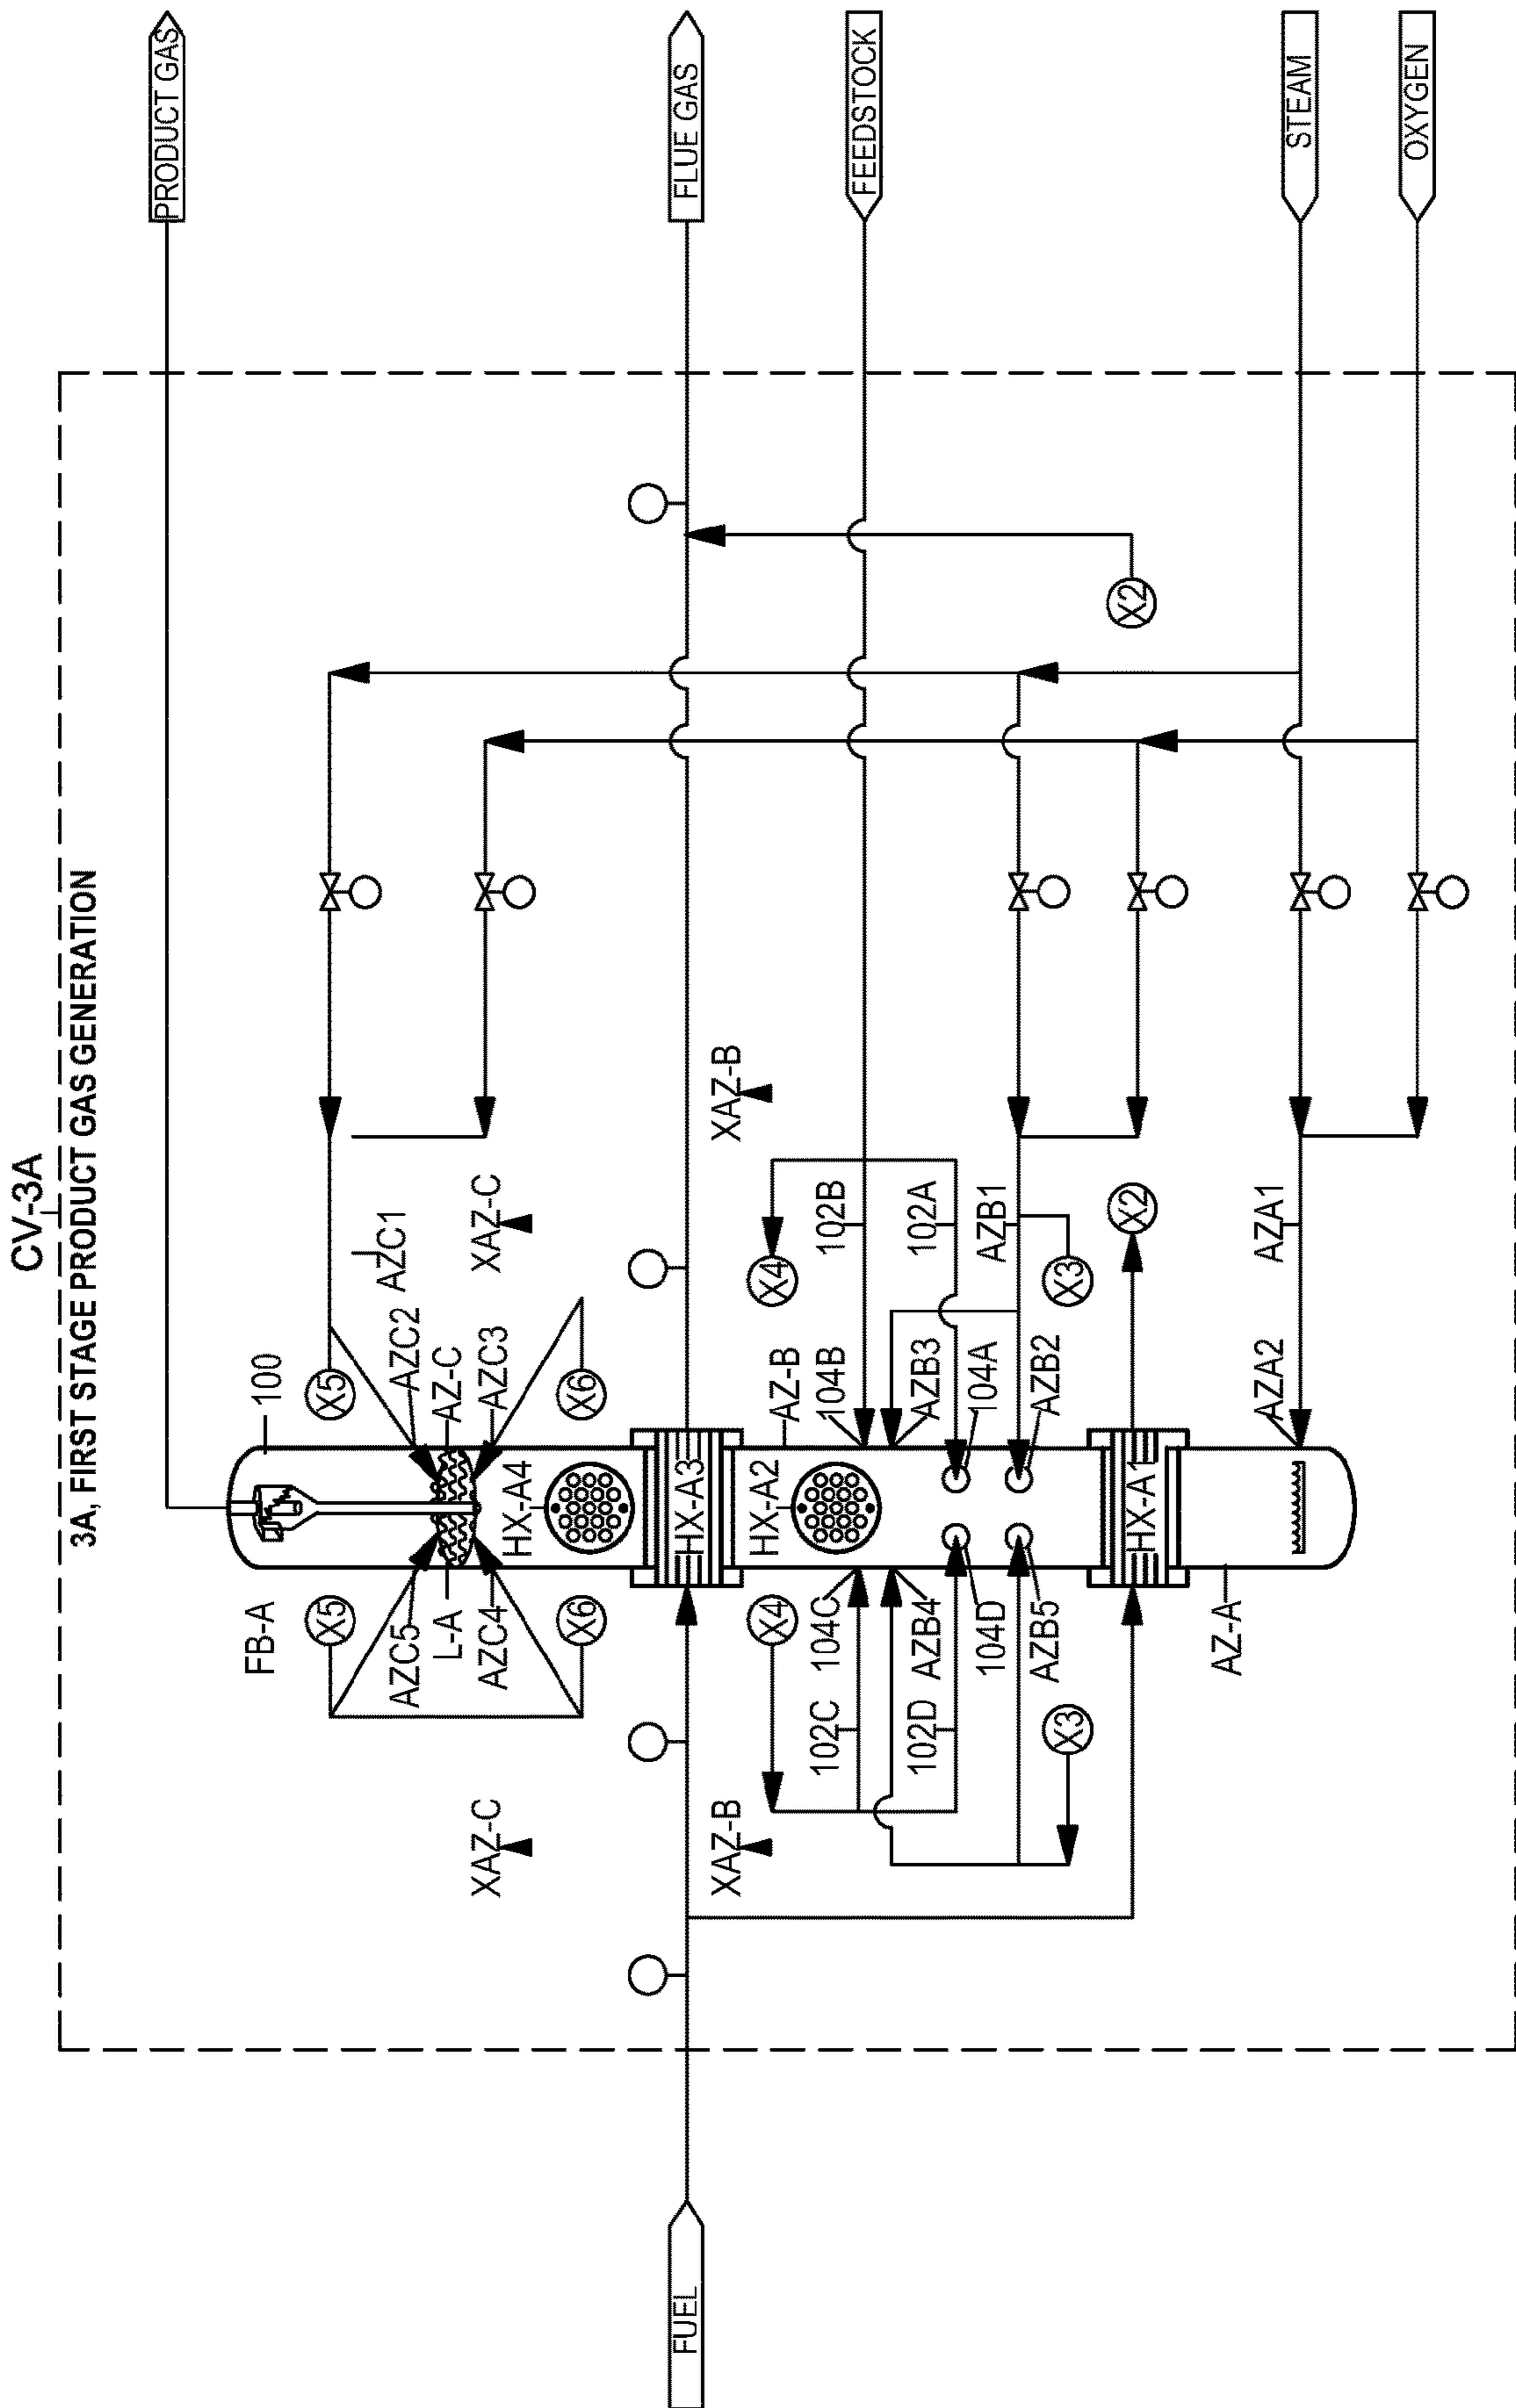 CV-3A
3A, FIRST STAGE PRODUCT GAS GENERATION
PRODUCT GAS
FLUE GAS
FEEDSTOCK
STEAM
OXYGEN
FUEL
X2
XAZ-B
XAZ-C
AZC1
AZC2
AZ-C
AZC3
100
X5
X6
X4
102B
102A
AZB1
X3
X2
AZA1
AZ-B
104B
AZB3
104A
AZB2
AZA2
HX-A4
HX-A3
HX-A2
HX-A1
FB-A
X5
AZC5
L-A
AZC4
X6
X4
104C
AZB4
104D
AZB5
AZ-A
102C
102D
X3
XAZ-C
XAZ-B